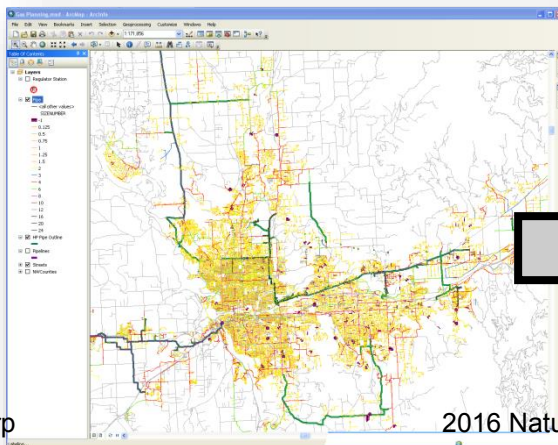 Gas Planning.mxd - ArcMap - ArcInfo
File Edit View Bookmarks Insert Selection Geoprocessing Customize Windows Help
1:171,856
Table Of Contents
Layers
Regulator Station
Pipe
<all other values>
SIZENUMBER
-1
0.125
0.5
0.75
1
1.25
1.5
2
3
4
6
8
10
12
16
20
24
HP Pipe Outline
Pipelines
Streets
NWCounties
rp
2016 Natu